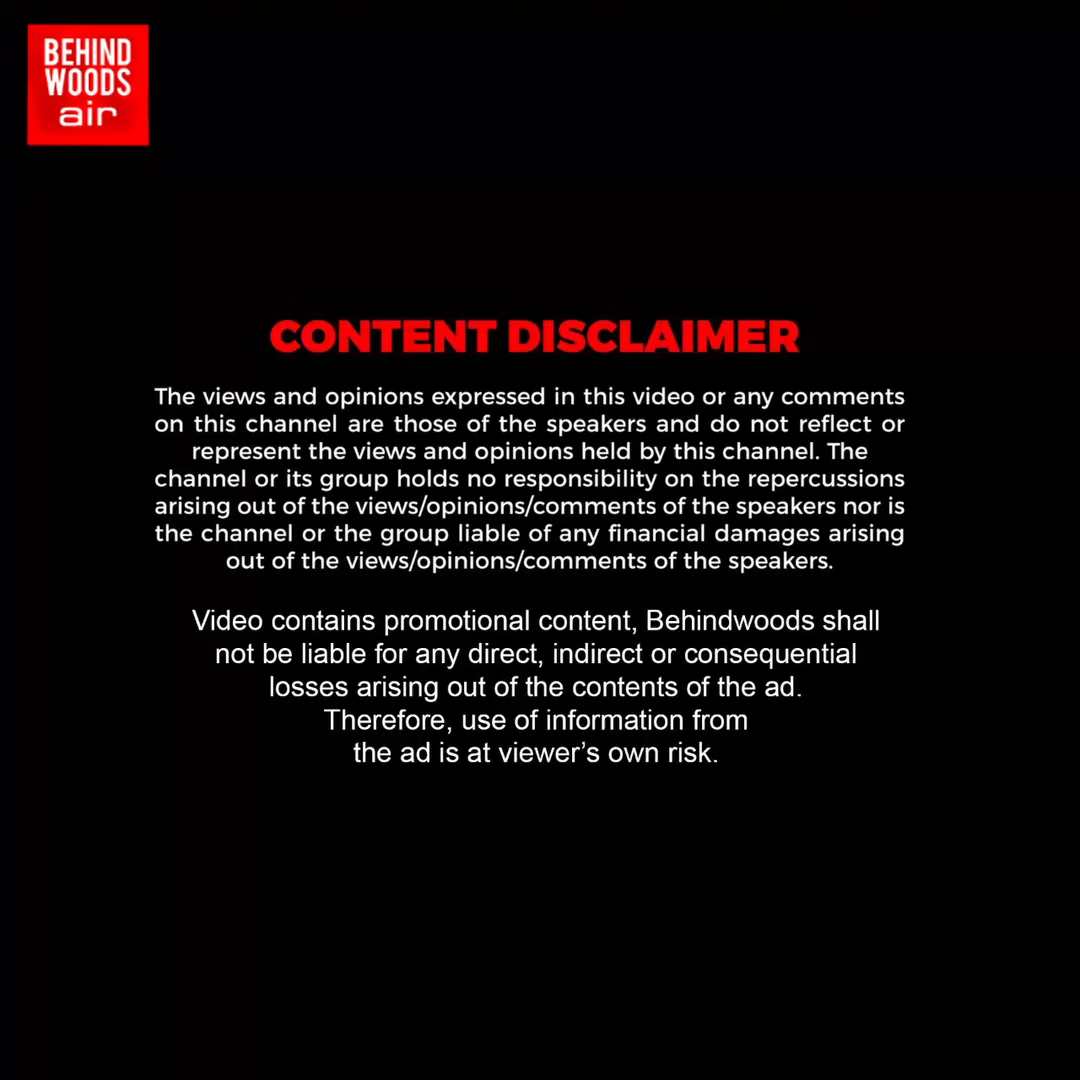 BEHIND
WOODS
air
CONTENT DISCLAIMER
The views and opinions expressed in this video or any comments
on this channel are those of the speakers and do not reflect or
represent the views and opinions held by this channel. The
channel or its group holds no responsibility on the repercussions
arising out of the views/opinions/comments of the speakers nor is
the channel or the group liable of any financial damages arising
out of the views/opinions/comments of the speakers.
Video contains promotional content, Behindwoods shall
not be liable for any direct, indirect or consequential
losses arising out of the contents of the ad.
Therefore, use of information from
the ad is at viewer’s own risk.